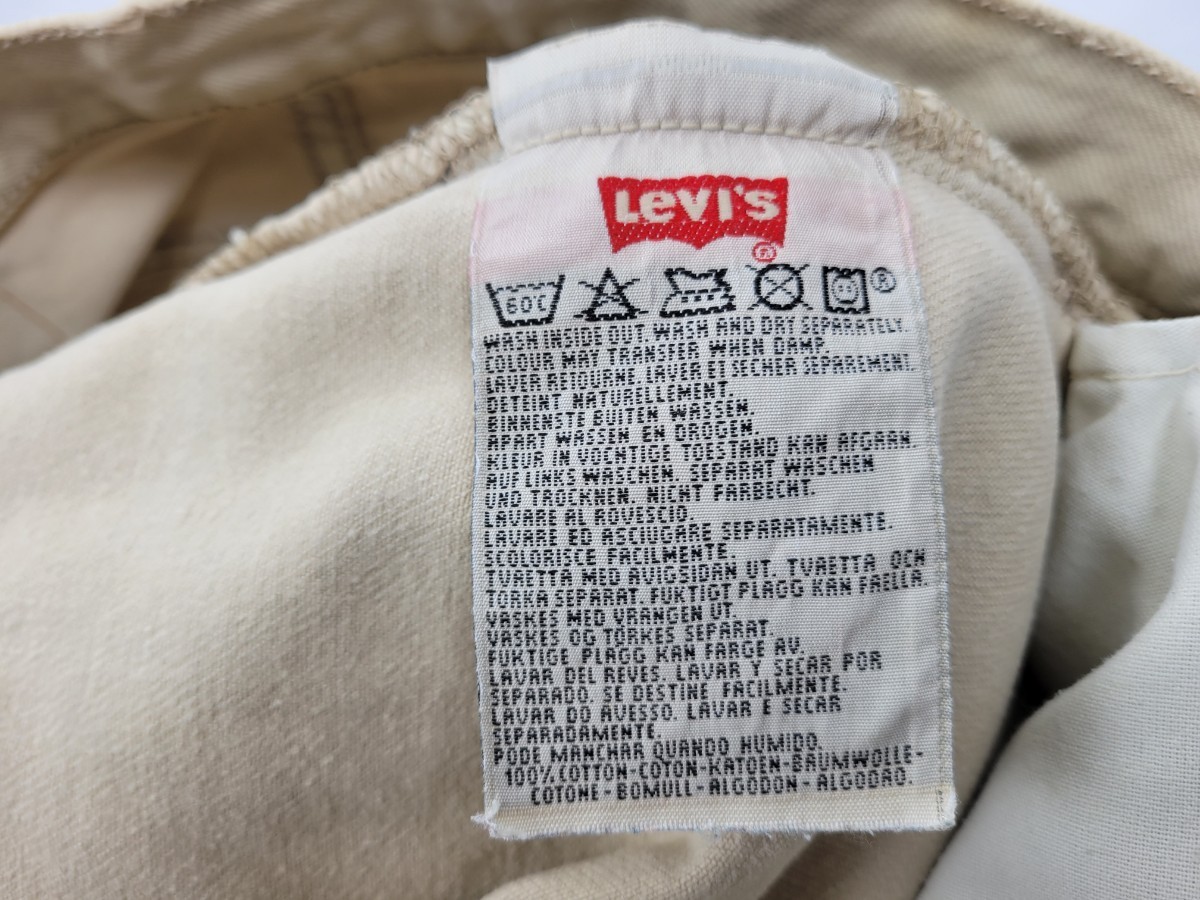 LEVI'S
®
60°C
®
WASH INSIDE OUT. WASH AND DRY SEPARATELY.
COLOUR MAY TRANSFER WHEN DAMP.
LAVER RETOURNE. LAVER ET SECHER SEPAREMENT.
DETEINT NATURELLEMENT.
BINNENSTE BUITEN WASSEN.
APART WASSEN EN DROGEN.
KLEUR IN VOCHTIGE TOESTAND KAN AFGAAN.
AUF LINKS WASCHEN. SEPARAT WASCHEN
UND TROCKNEN. NICHT FARBECHT.
LAVARE AL ROVESCIO.
LAVARE ED ASCIUGARE SEPARATAMENTE.
SCOLORISCE FACILMENTE.
TVAETTA MED AVIGSIDAN UT. TVAETTA OCH
TORKA SEPARAT. FUKTIGT PLAGG KAN FAELLA.
VASKES MED VRANGEN UT.
VASKES OG TORKES SEPARAT.
FUKTIGE PLAGG KAN FARGE AV.
LAVAR DEL REVES. LAVAR Y SECAR POR
SEPARADO. SE DESTINE FACILMENTE.
LAVAR DO AVESSO. LAVAR E SECAR
SEPARADAMENTE.
PODE MANCHAR QUANDO HUMIDO.
100% COTTON-COTON-KATOEN-BAUMWOLLE-
COTONE-BOMULL-ALGODON-ALGODAO.